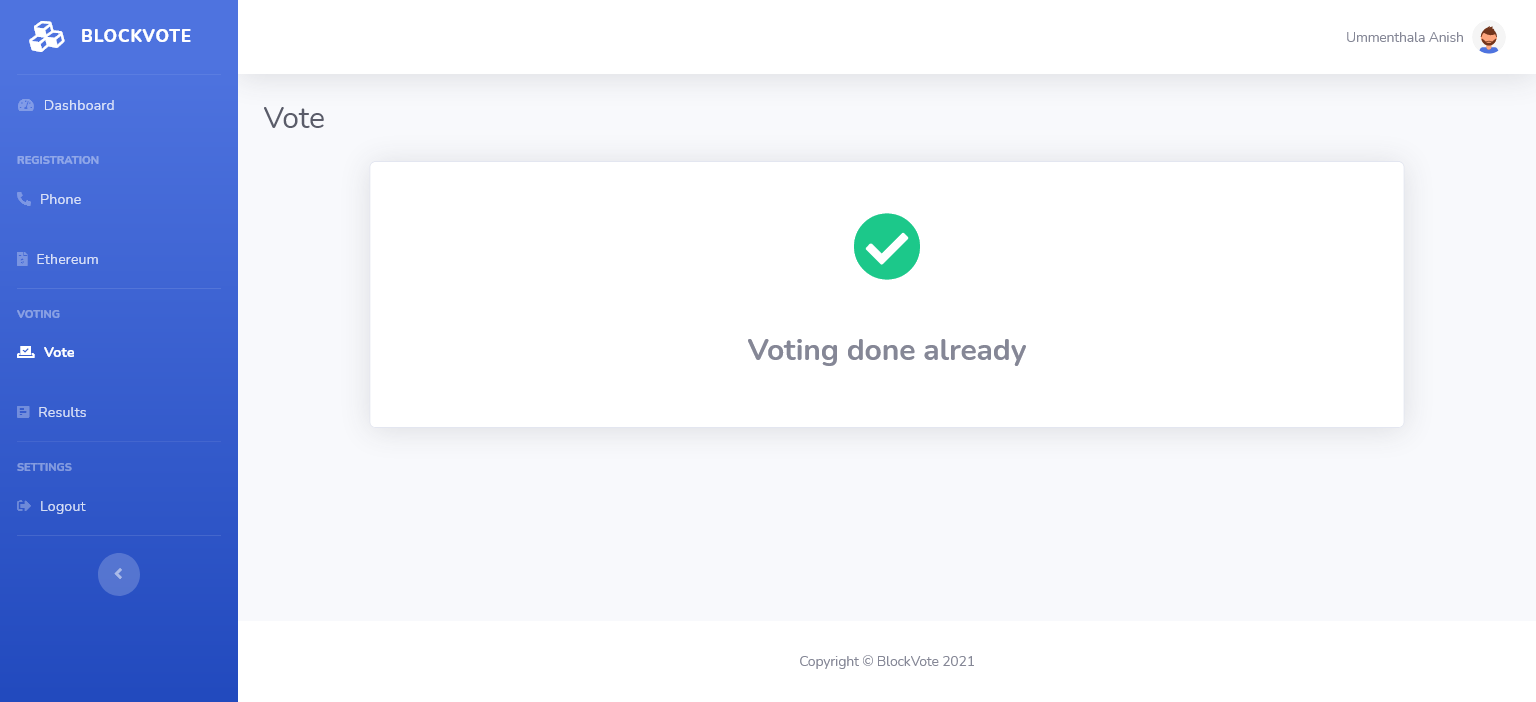 BLOCKVOTE
Dashboard
REGISTRATION
Phone
Ethereum
VOTING
Vote
Results
SETTINGS
Logout
Ummenthala Anish
Vote
Voting done already
Copyright © BlockVote 2021